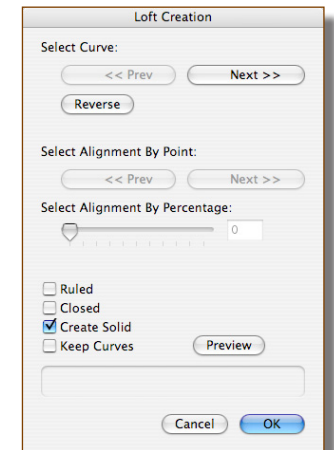 Loft Creation
Select Curve:
<< Prev Next >>
Reverse
Select Alignment By Point:
<< Prev Next >>
Select Alignment By Percentage:
0
Ruled
Closed
Create Solid
Keep Curves Preview
Cancel OK